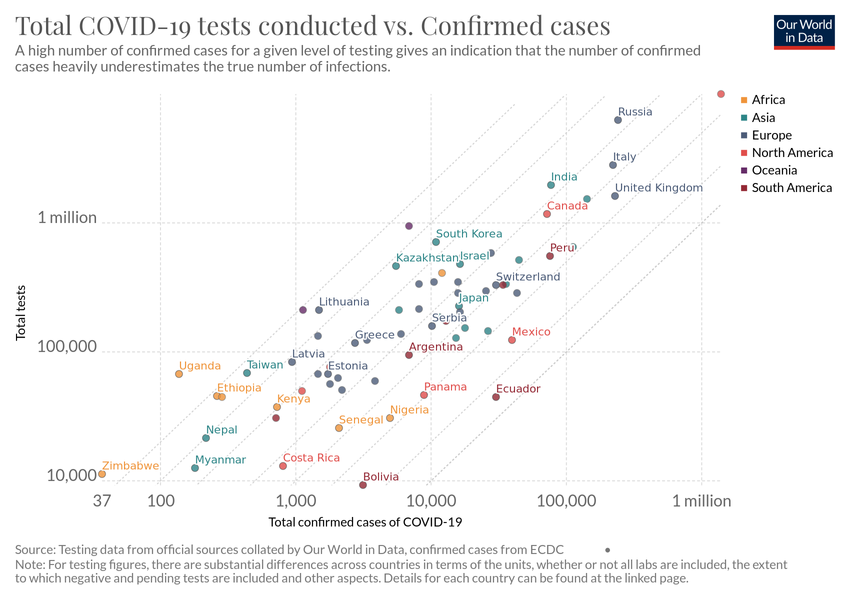 Total COVID-19 tests conducted vs. Confirmed cases
Our World
in Data
A high number of confirmed cases for a given level of testing gives an indication that the number of confirmed
cases heavily underestimates the true number of infections.
Africa
Asia
Europe
North America
Oceania
South America
Russia
Italy
India
United Kingdom
Canada
1 million
South Korea
Peru
Kazakhstan
Israel
Switzerland
Total tests
Lithuania
Japan
Serbia
Greece
Mexico
100,000
Latvia
Argentina
Uganda
Taiwan
Estonia
Ethiopia
Panama
Ecuador
Kenya
Nigeria
Senegal
Nepal
Myanmar
Costa Rica
Zimbabwe
10,000
Bolivia
37
100
1,000
10,000
100,000
1 million
Total confirmed cases of COVID-19
Source: Testing data from official sources collated by Our World in Data, confirmed cases from ECDC
Note: For testing figures, there are substantial differences across countries in terms of the units, whether or not all labs are included, the extent
to which negative and pending tests are included and other aspects. Details for each country can be found at the linked page.